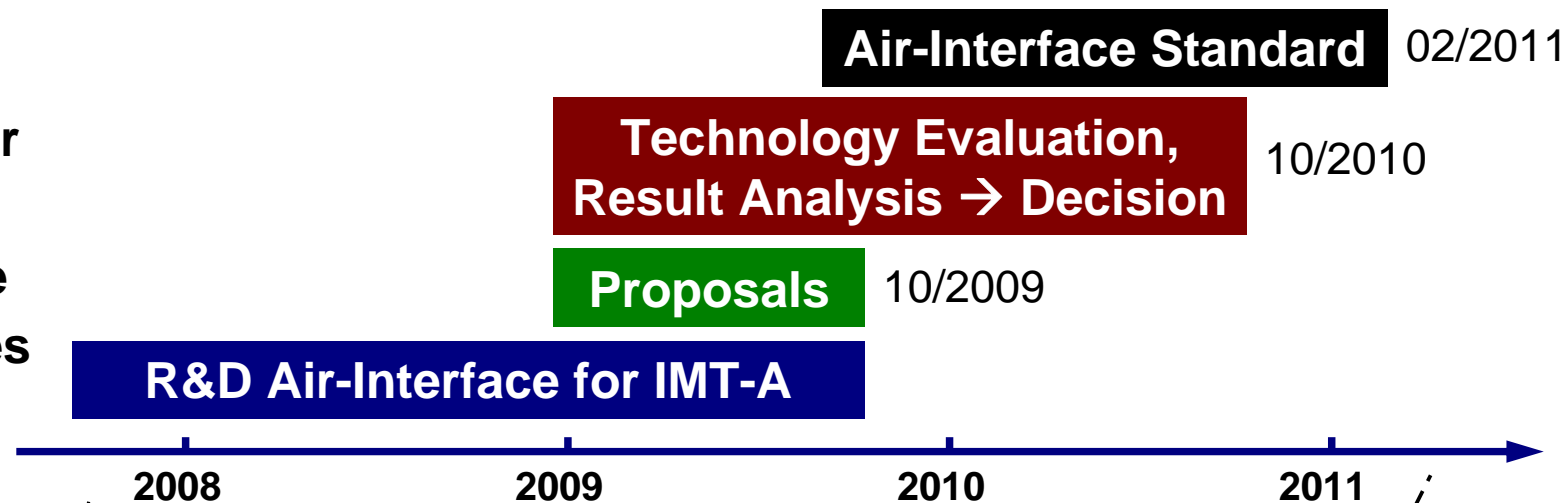 Air-Interface Standard 02/2011
Technology Evaluation,
Result Analysis → Decision
10/2010
Proposals 10/2009
R&D Air-Interface for IMT-A
2008 2009 2010 2011